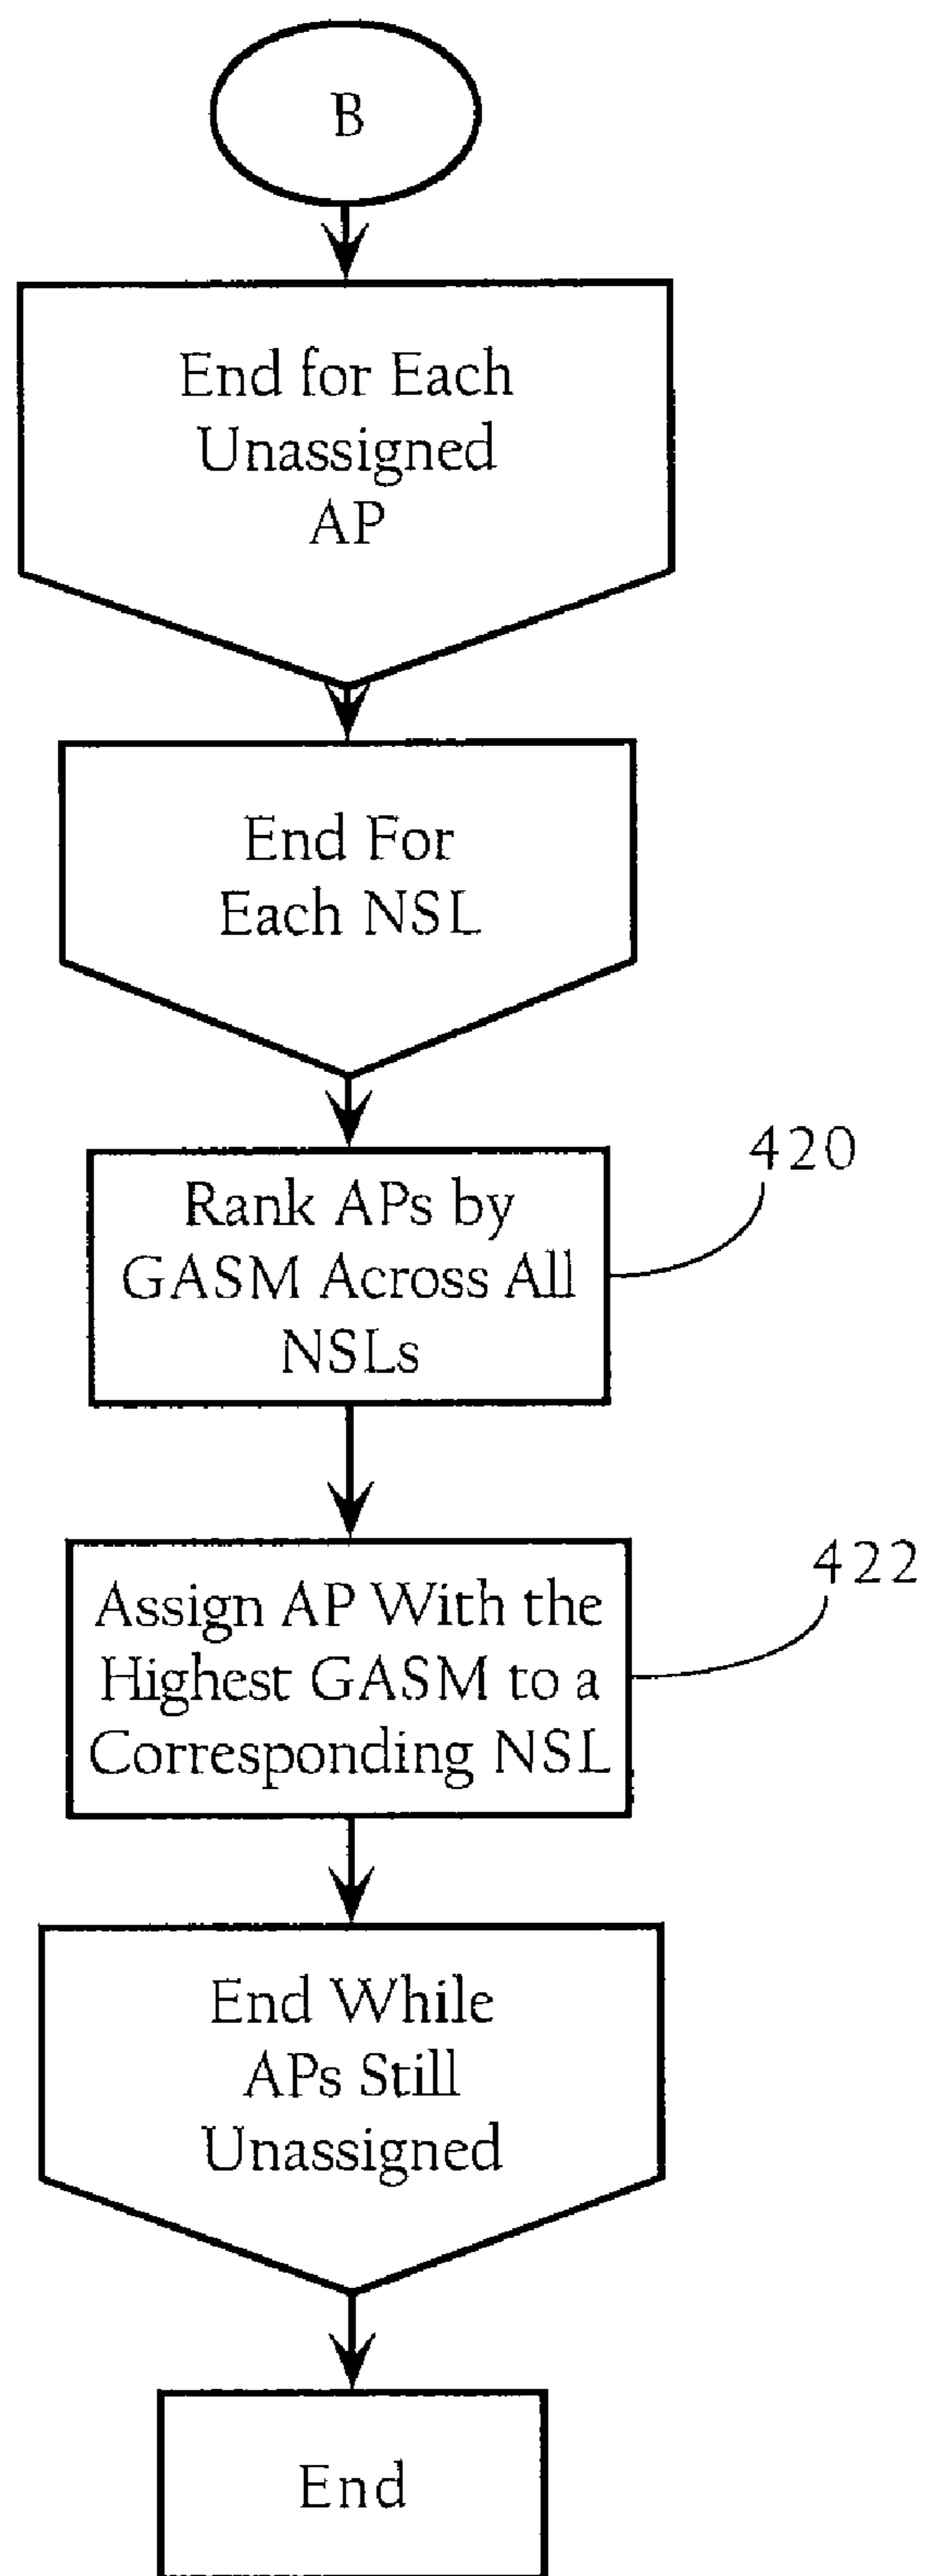 B
End for Each
Unassigned
AP
End For
Each NSL
420
Rank APs by
GASM Across All
NSLs
422
Assign AP With the
Highest GASM to a
Corresponding NSL
End While
APs Still
Unassigned
End